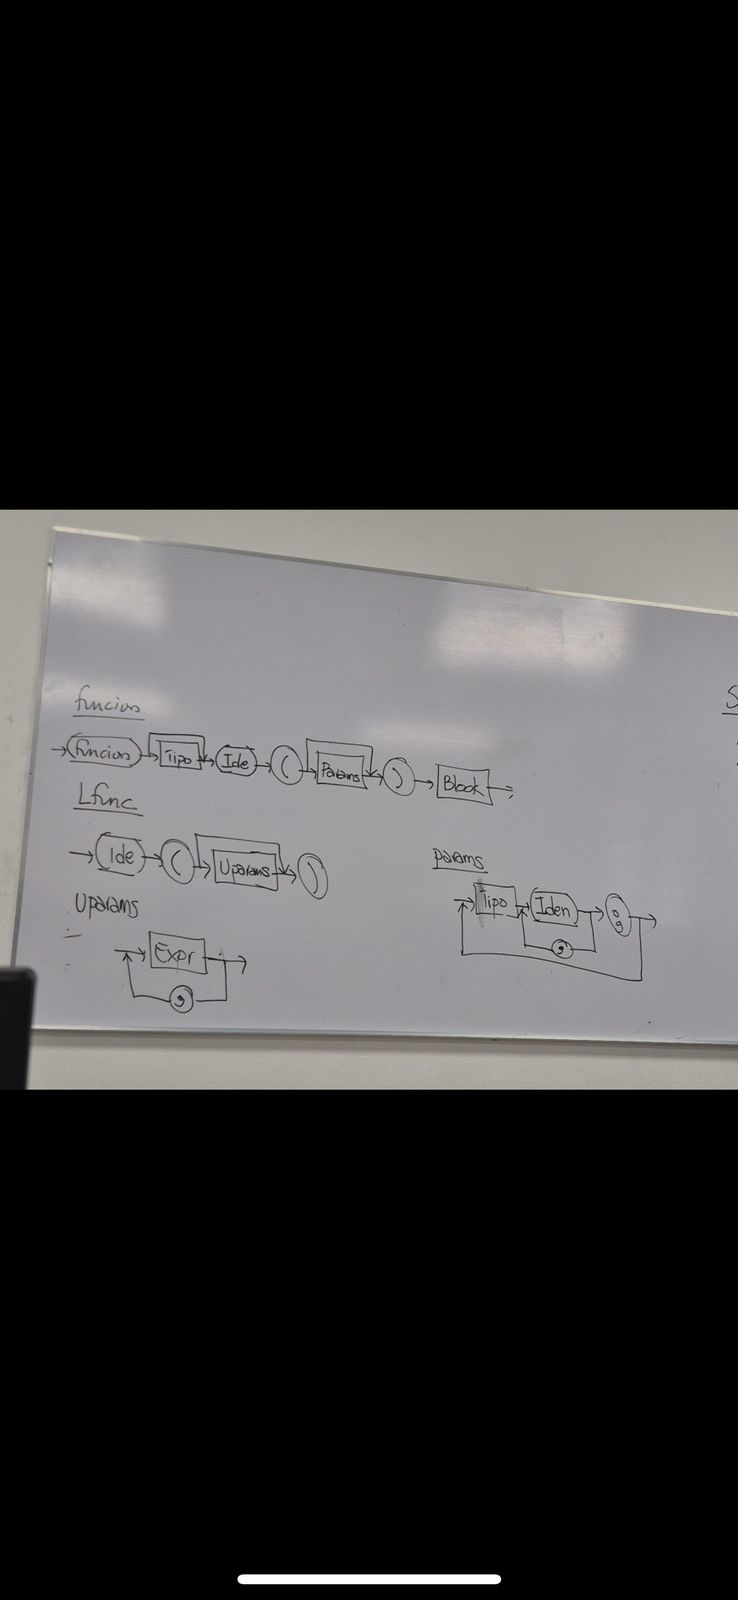 funcion
funcion Tipo Ide ( Params ) Block
Lfunc
Ide ( Uparams )
Uparams
Expr
,
params
Tipo Iden ;
,
S